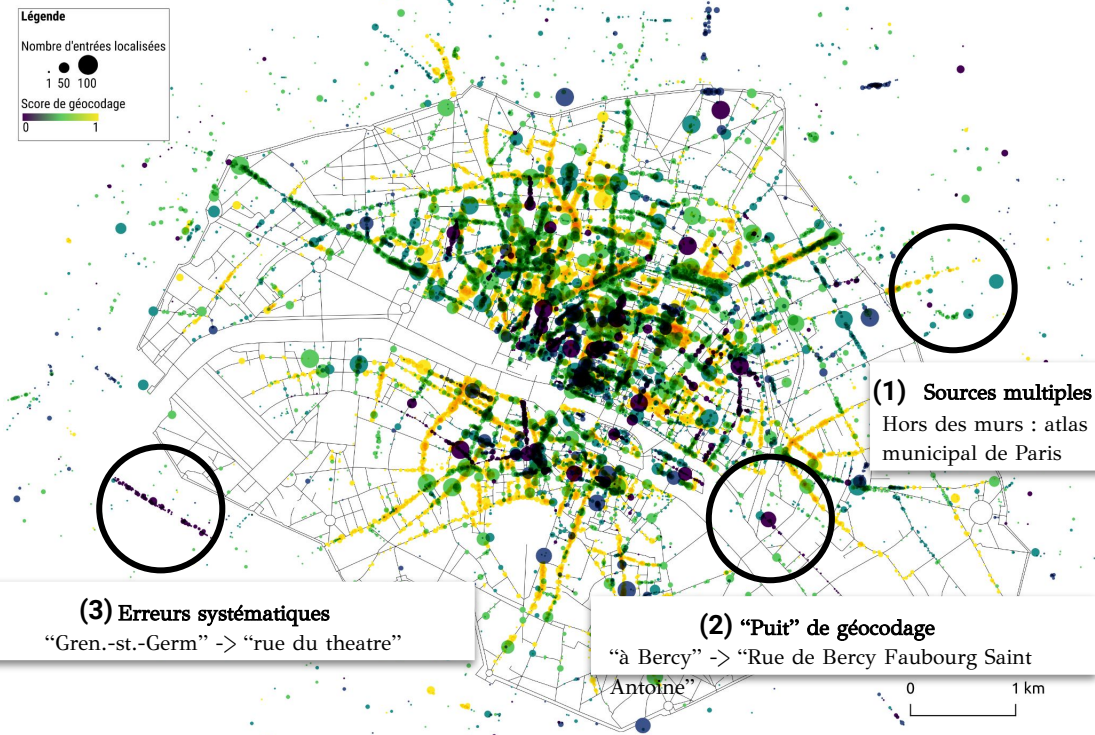 Légende
Nombre d'entrées localisées
1 50 100
Score de géocodage
0 1
(1) Sources multiples
Hors des murs : atlas
municipal de Paris
(3) Erreurs systématiques
“Gren.-st.-Germ” -> “rue du theatre”
(2) “Puit” de géocodage
“à Bercy” -> “Rue de Bercy Faubourg Saint
Antoine”
0 1 km